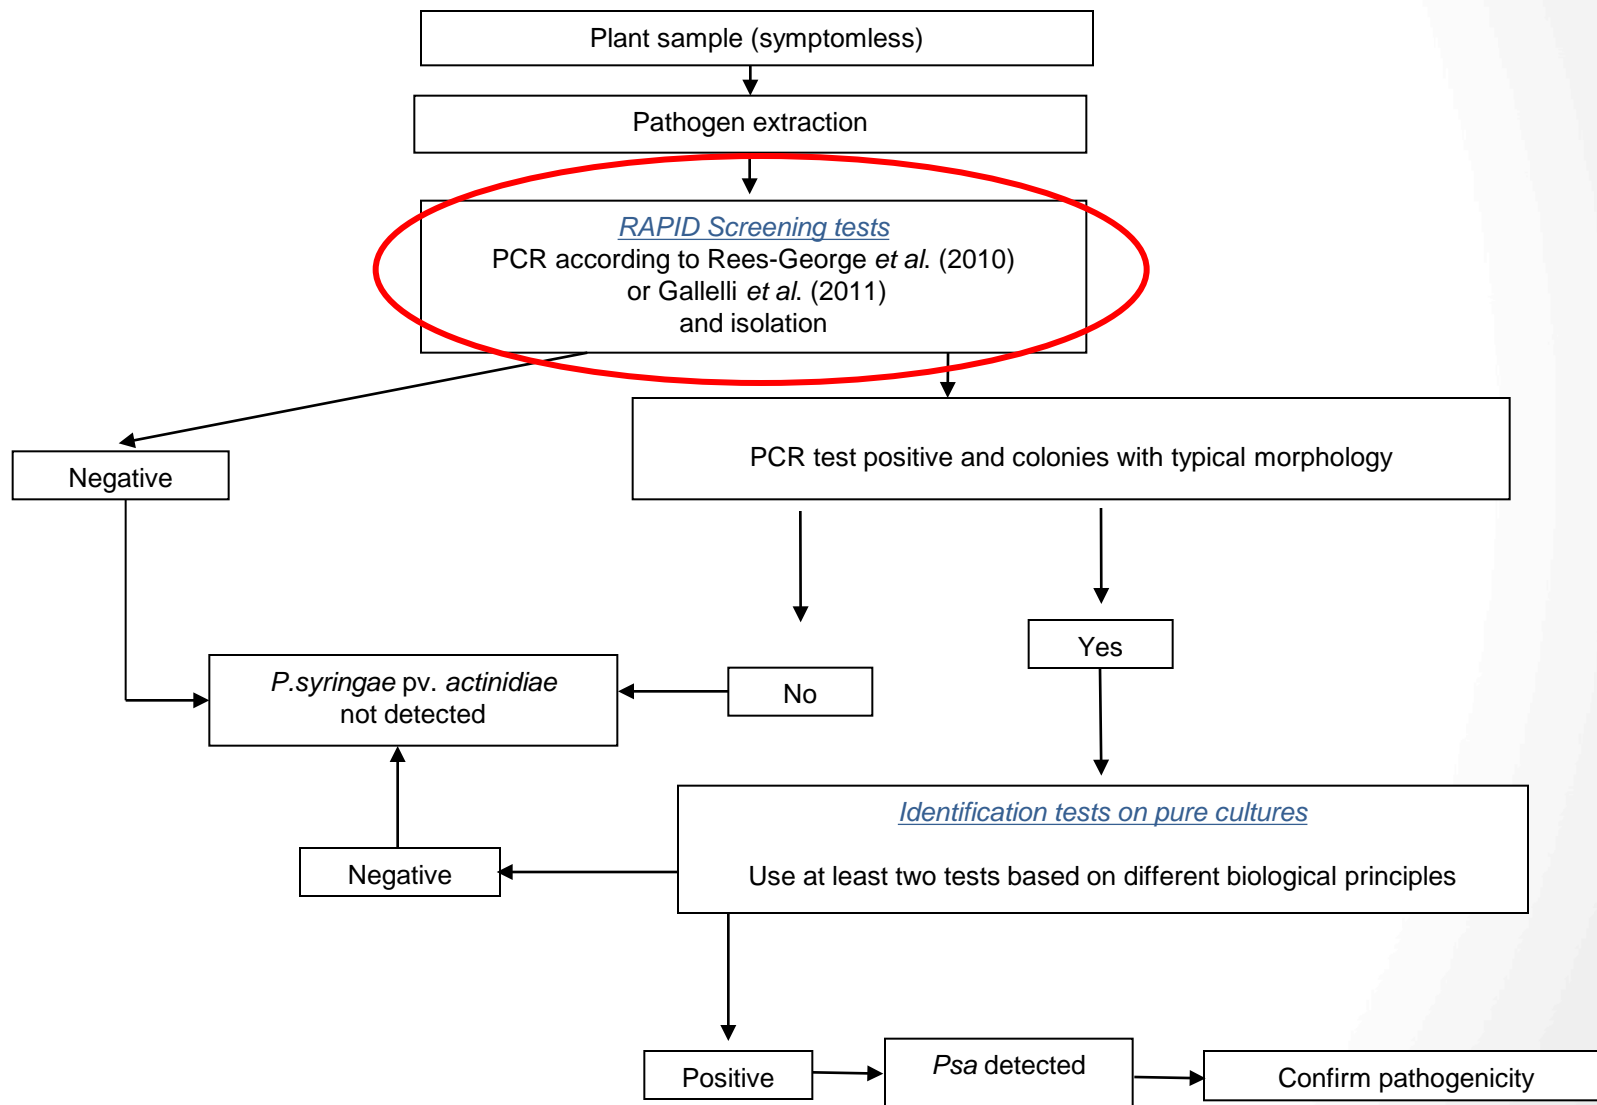 Plant sample (symptomless)
Pathogen extraction
RAPID Screening tests
PCR according to Rees-George et al. (2010)
or Gallelli et al. (2011)
and isolation
Negative
PCR test positive and colonies with typical morphology
Yes
No
P.syringae pv. actinidiae
not detected
Identification tests on pure cultures
Use at least two tests based on different biological principles
Negative
Positive
Psa detected
Confirm pathogenicity